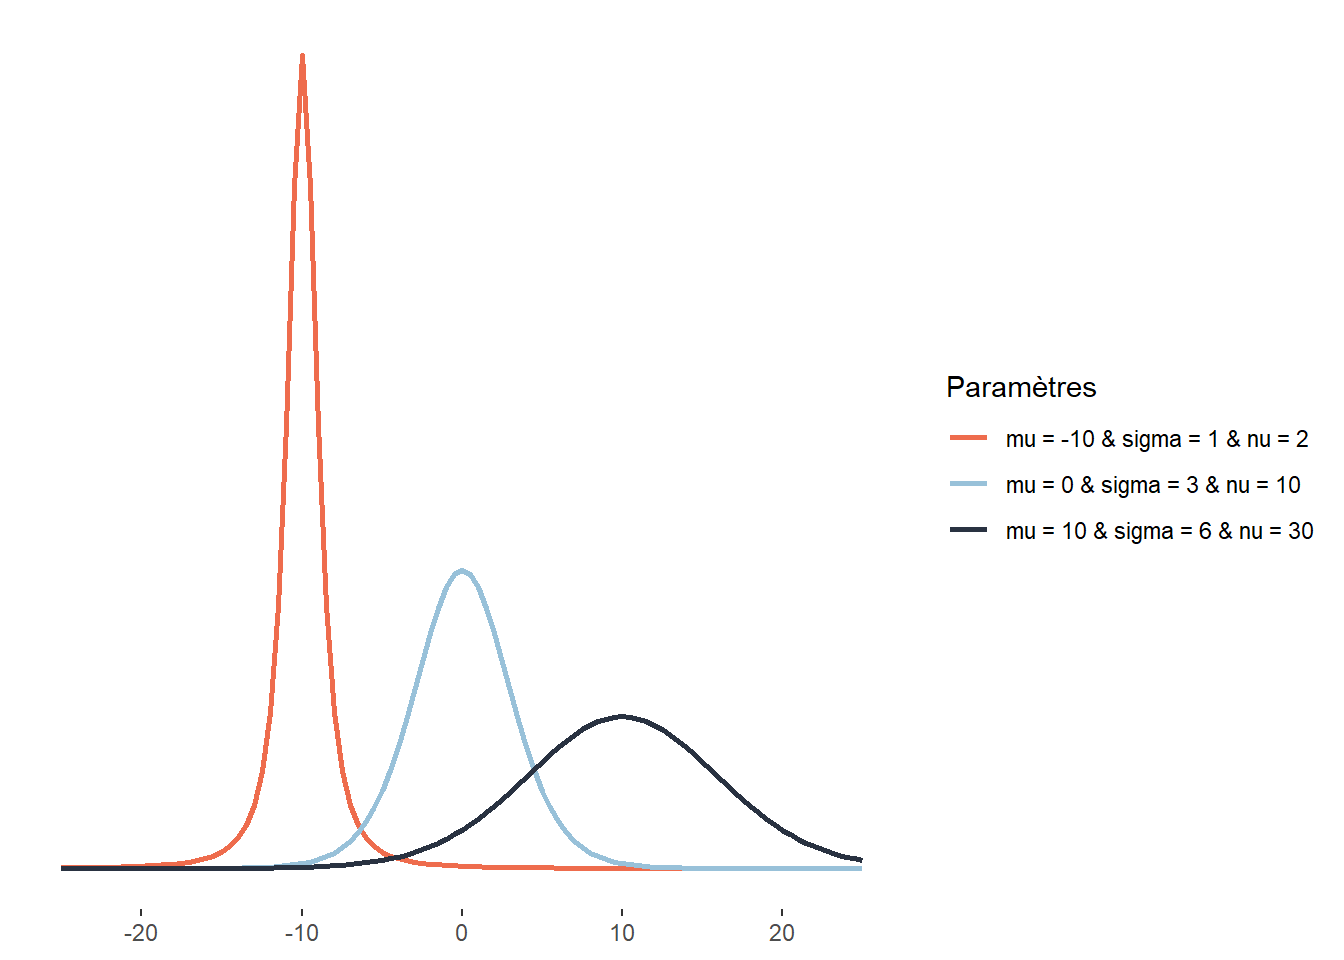 Paramètres
mu = -10 & sigma = 1 & nu = 2
mu = 0 & sigma = 3 & nu = 10
mu = 10 & sigma = 6 & nu = 30
-20 -10 0 10 20